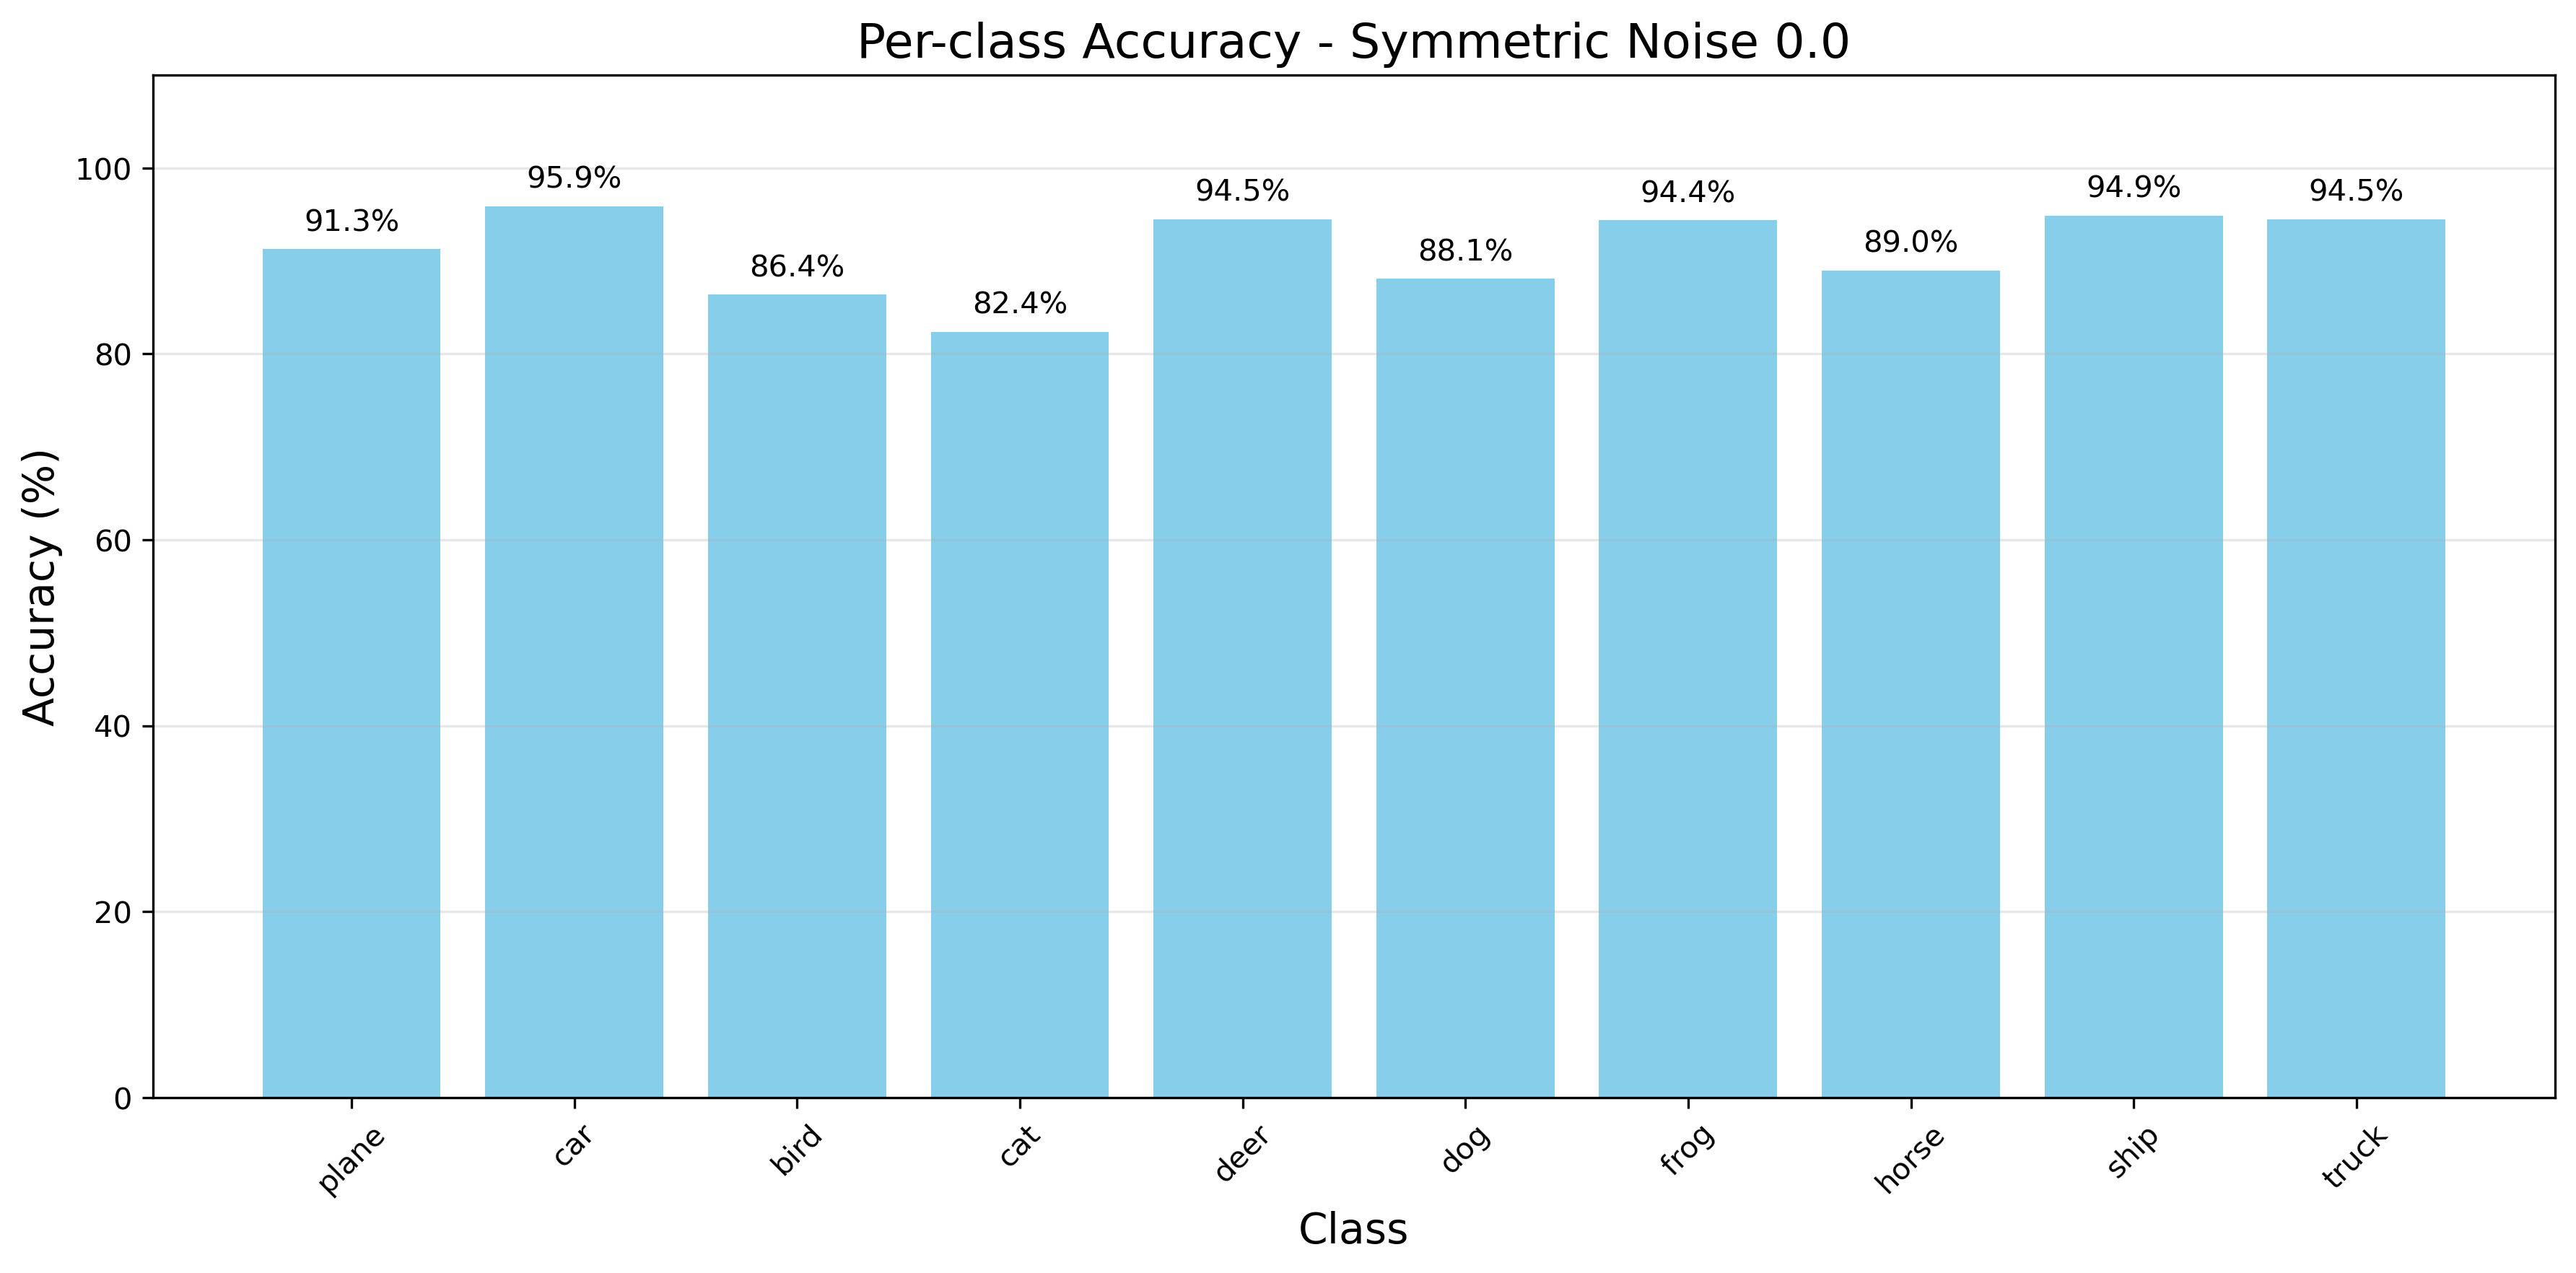 Per-class Accuracy - Symmetric Noise 0.0
Accuracy (%)
100
80
60
40
20
0
91.3%
95.9%
86.4%
82.4%
94.5%
88.1%
94.4%
89.0%
94.9%
94.5%
plane
car
bird
cat
deer
dog
frog
horse
ship
truck
Class